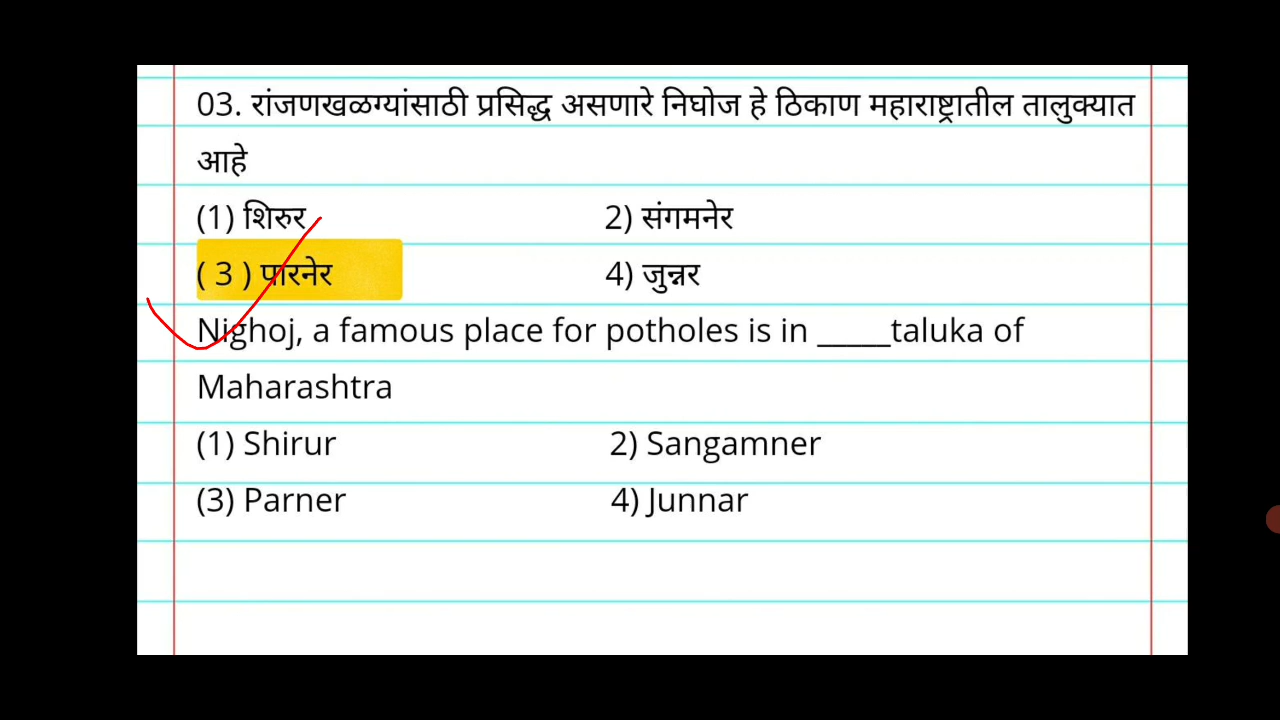 03. रांजणखळग्यांसाठी प्रसिद्ध असणारे निघोज हे ठिकाण महाराष्ट्रातील तालुक्यात
आहे
(1) शिरुर 2) संगमनेर
( 3 ) पारनेर 4) जुन्नर
Nighoj, a famous place for potholes is in _____taluka of
Maharashtra
(1) Shirur 2) Sangamner
(3) Parner 4) Junnar